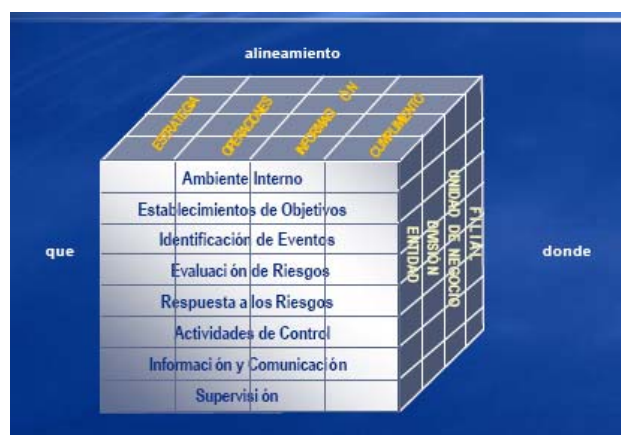 alineamiento
ESTRATEGIA
OPERACIONES
INFORMASIÓN
CUMPLIMIENTO
Ambiente Interno
Establecimientos de Objetivos
Identificación de Eventos
Evaluación de Riesgos
Respuesta a los Riesgos
Actividades de Control
Información y Comunicación
Supervisión
que
ENTIDAD
DIVISIÓN
UNIDAD DE NEGOCIO
FILIAL
donde